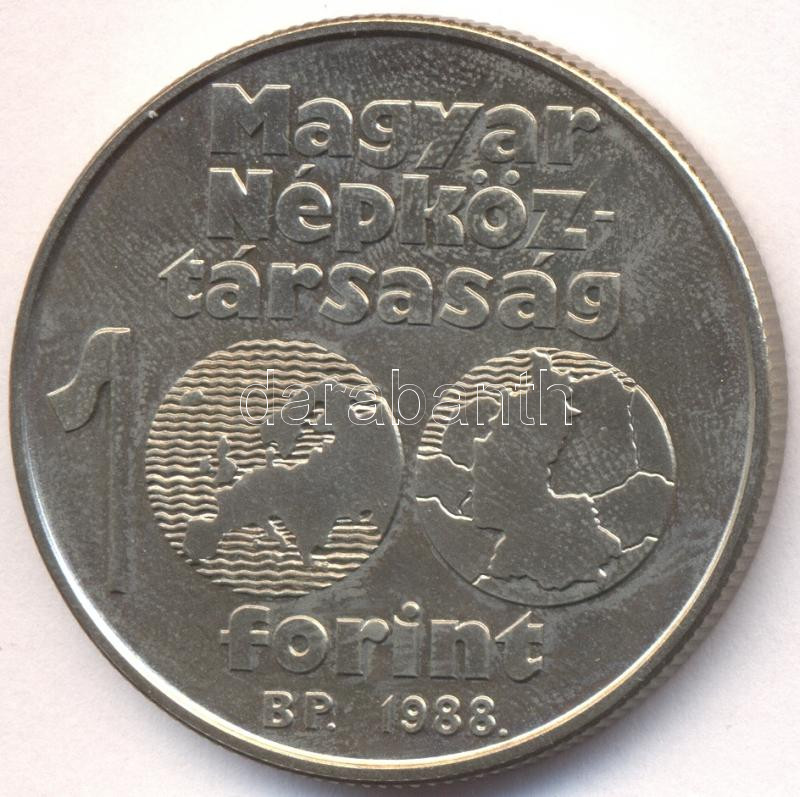 Magyar
Népköz-
társaság
100
darabanth
forint
BP. 1988.